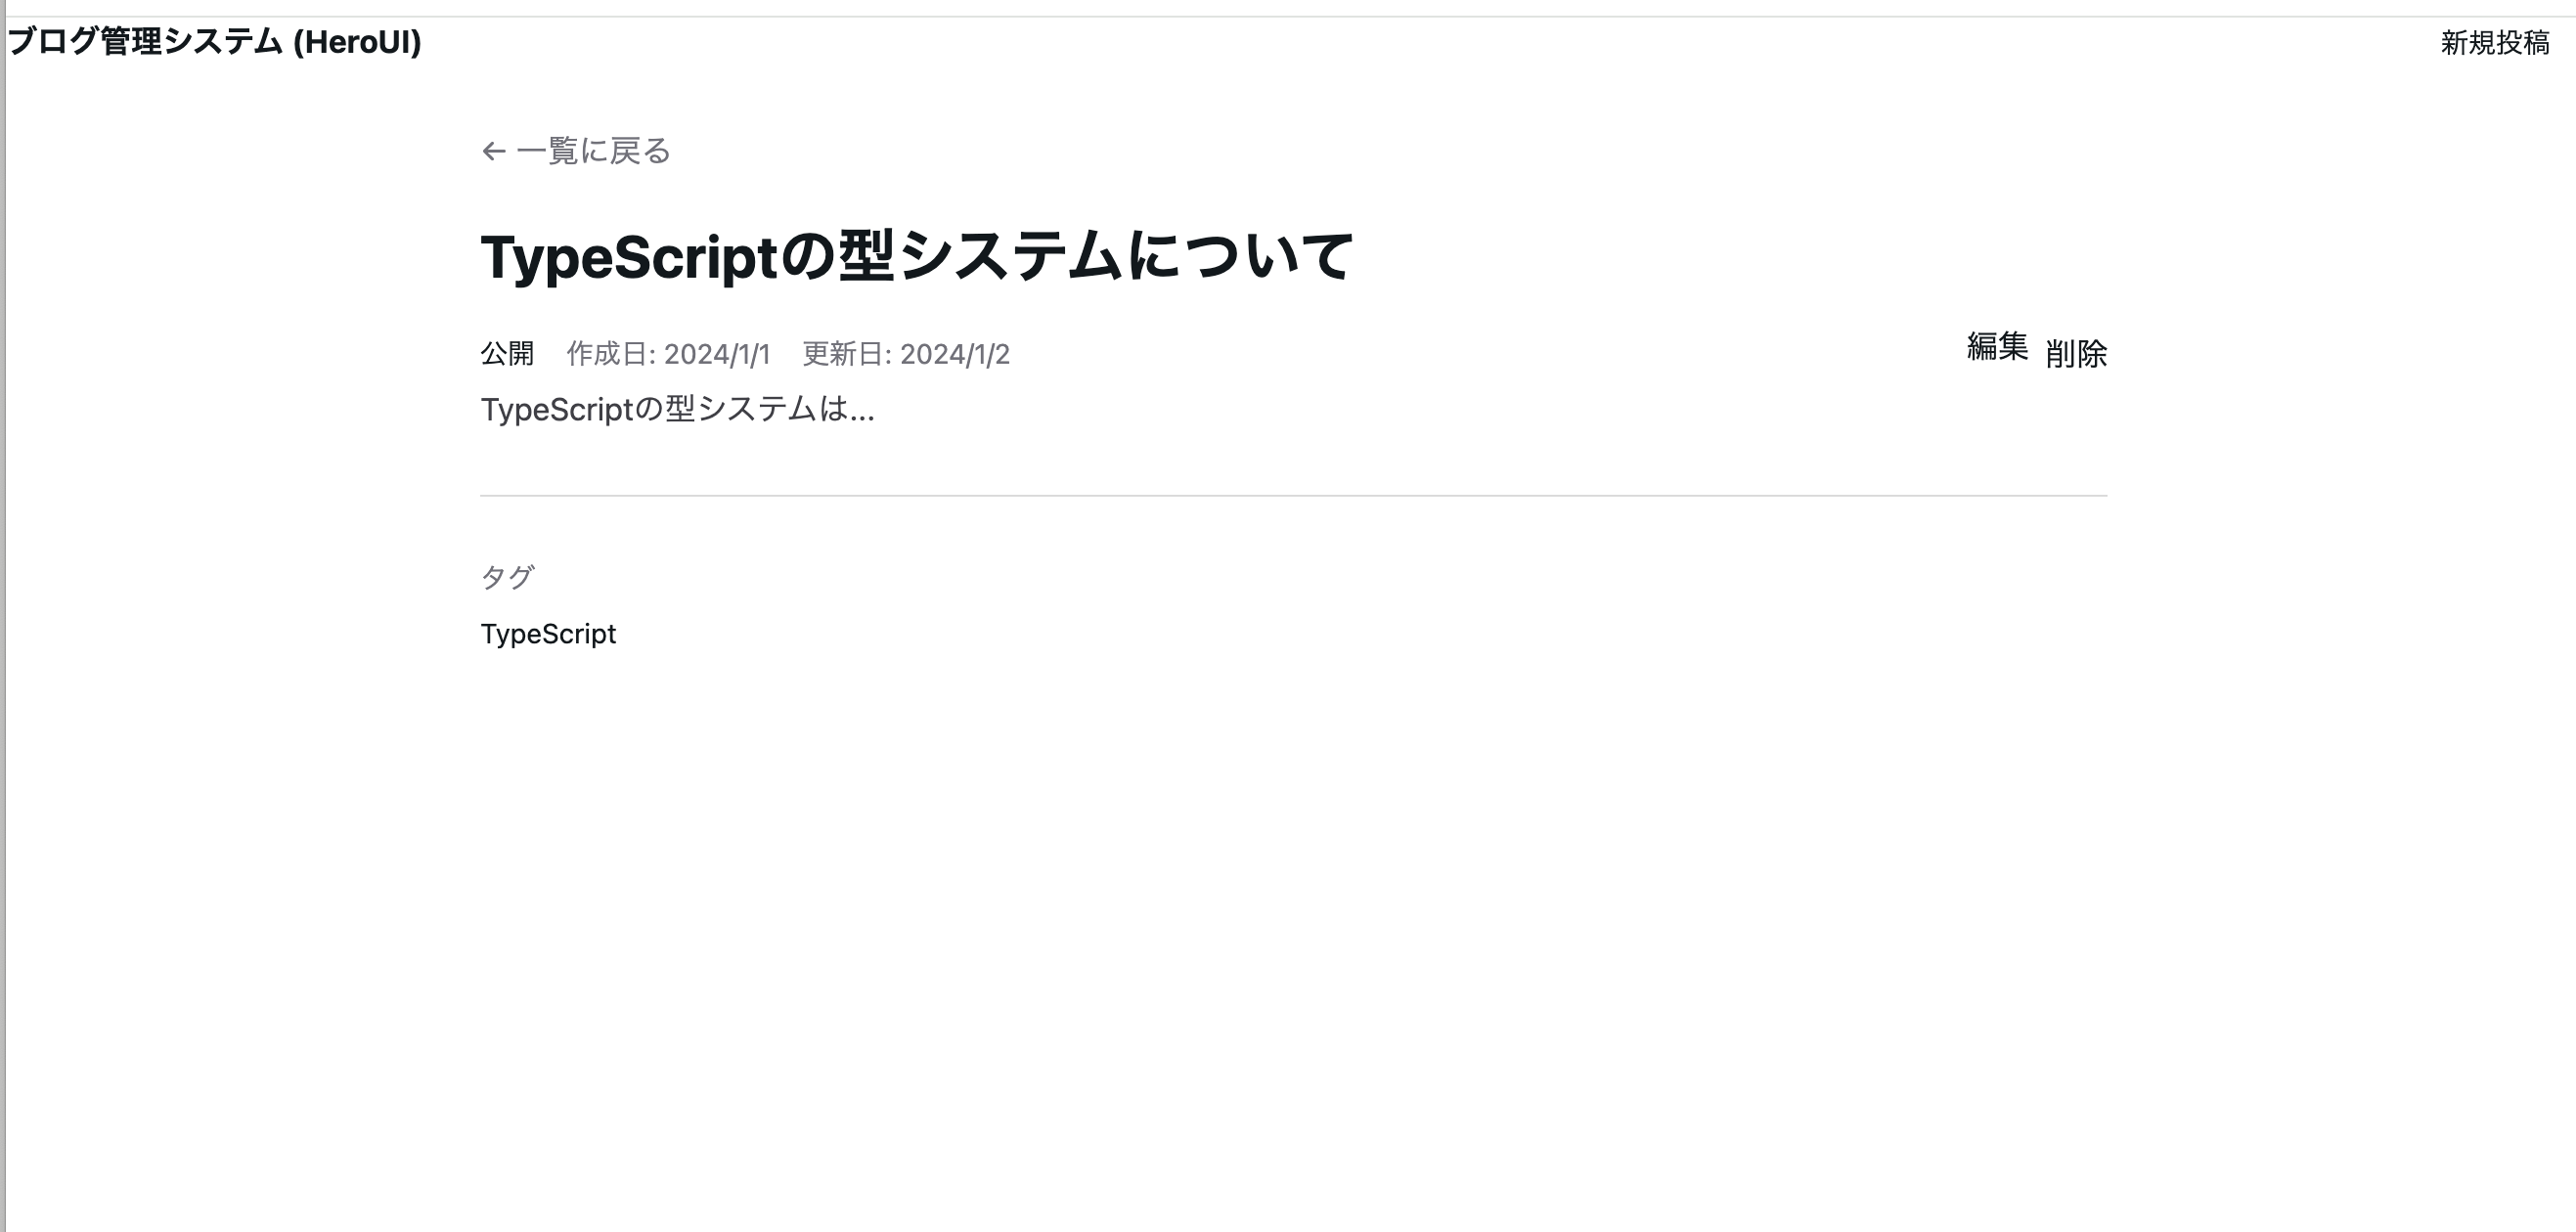 ブログ管理システム (HeroUI) 新規投稿
← 一覧に戻る
TypeScriptの型システムについて
公開 作成日: 2024/1/1 更新日: 2024/1/2 編集 削除
TypeScriptの型システムは...
タグ
TypeScript